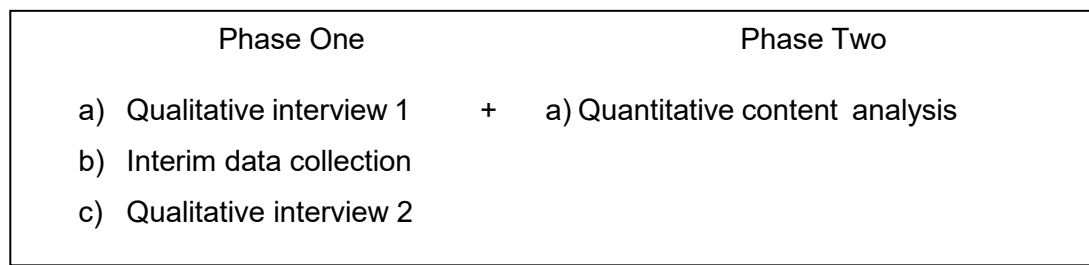 Phase One Phase Two
a) Qualitative interview 1 + a) Quantitative content analysis
b) Interim data collection
c) Qualitative interview 2